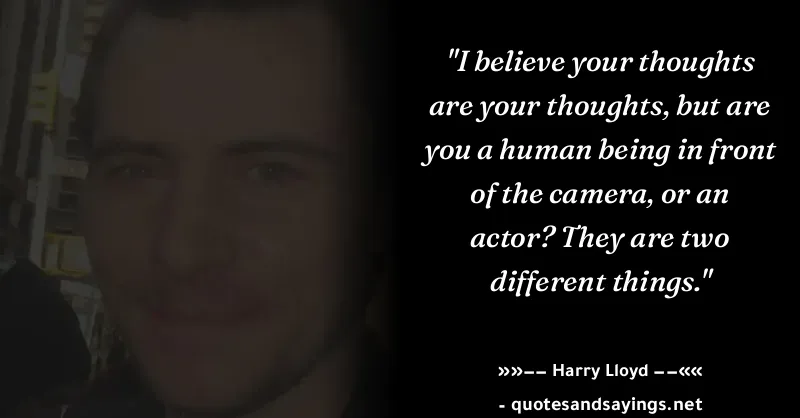 "I believe your thoughts
are your thoughts, but are
you a human being in front
of the camera, or an
actor? They are two
different things."
»»–– Harry Lloyd ––««
- quotesandsayings.net